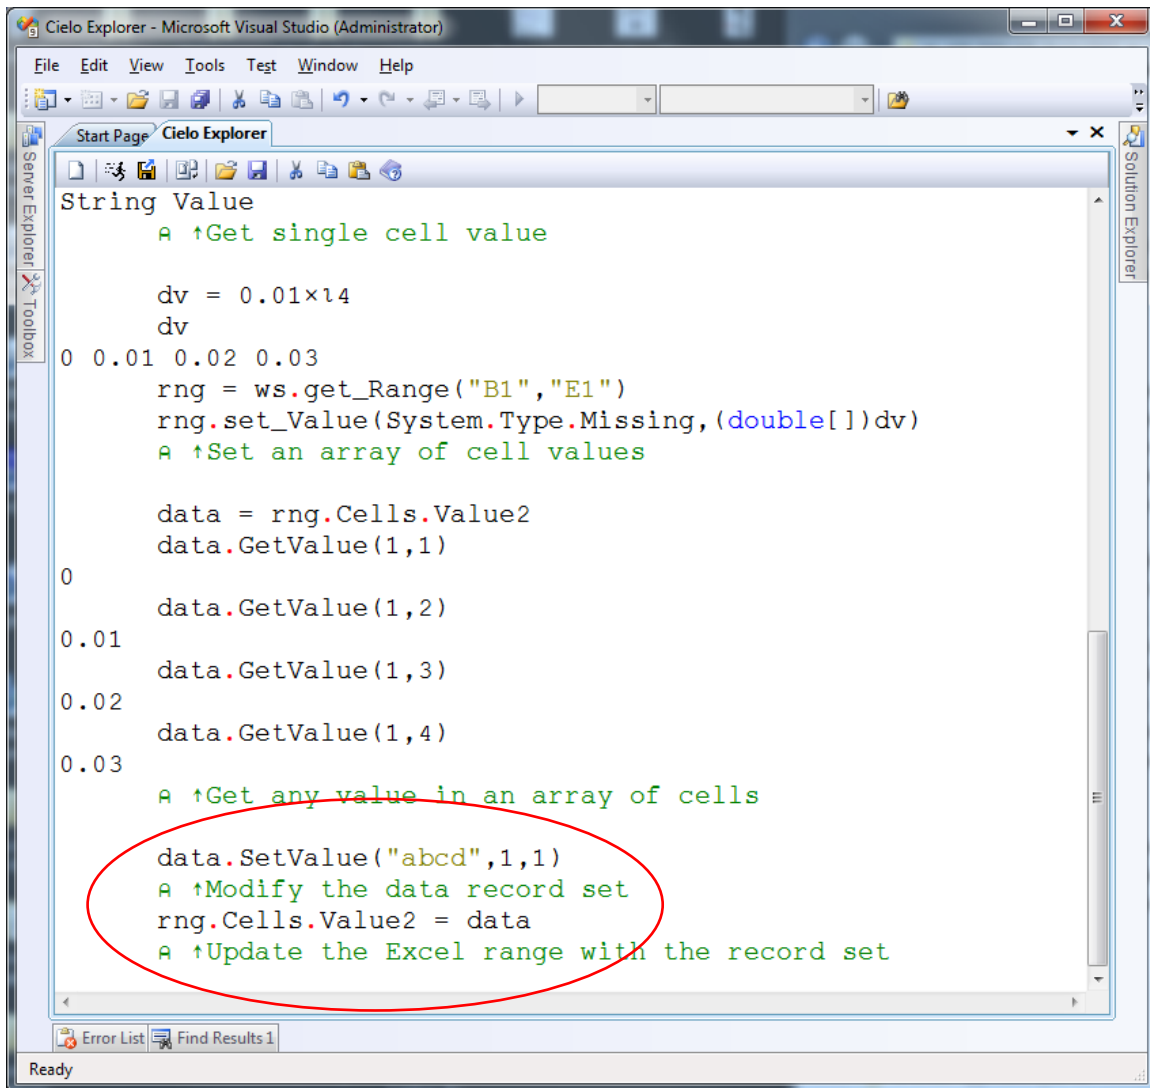 Cielo Explorer - Microsoft Visual Studio (Administrator)
File Edit View Tools Test Window Help
Server Explorer
Toolbox
Start Page Cielo Explorer
Solution Explorer
String Value
⍝ ↑Get single cell value
dv = 0.01×⍳4
dv
0 0.01 0.02 0.03
rng = ws.get_Range("B1","E1")
rng.set_Value(System.Type.Missing,(double[])dv)
⍝ ↑Set an array of cell values
data = rng.Cells.Value2
data.GetValue(1,1)
0
data.GetValue(1,2)
0.01
data.GetValue(1,3)
0.02
data.GetValue(1,4)
0.03
⍝ ↑Get any value in an array of cells
data.SetValue("abcd",1,1)
⍝ ↑Modify the data record set
rng.Cells.Value2 = data
⍝ ↑Update the Excel range with the record set
Error List Find Results 1
Ready